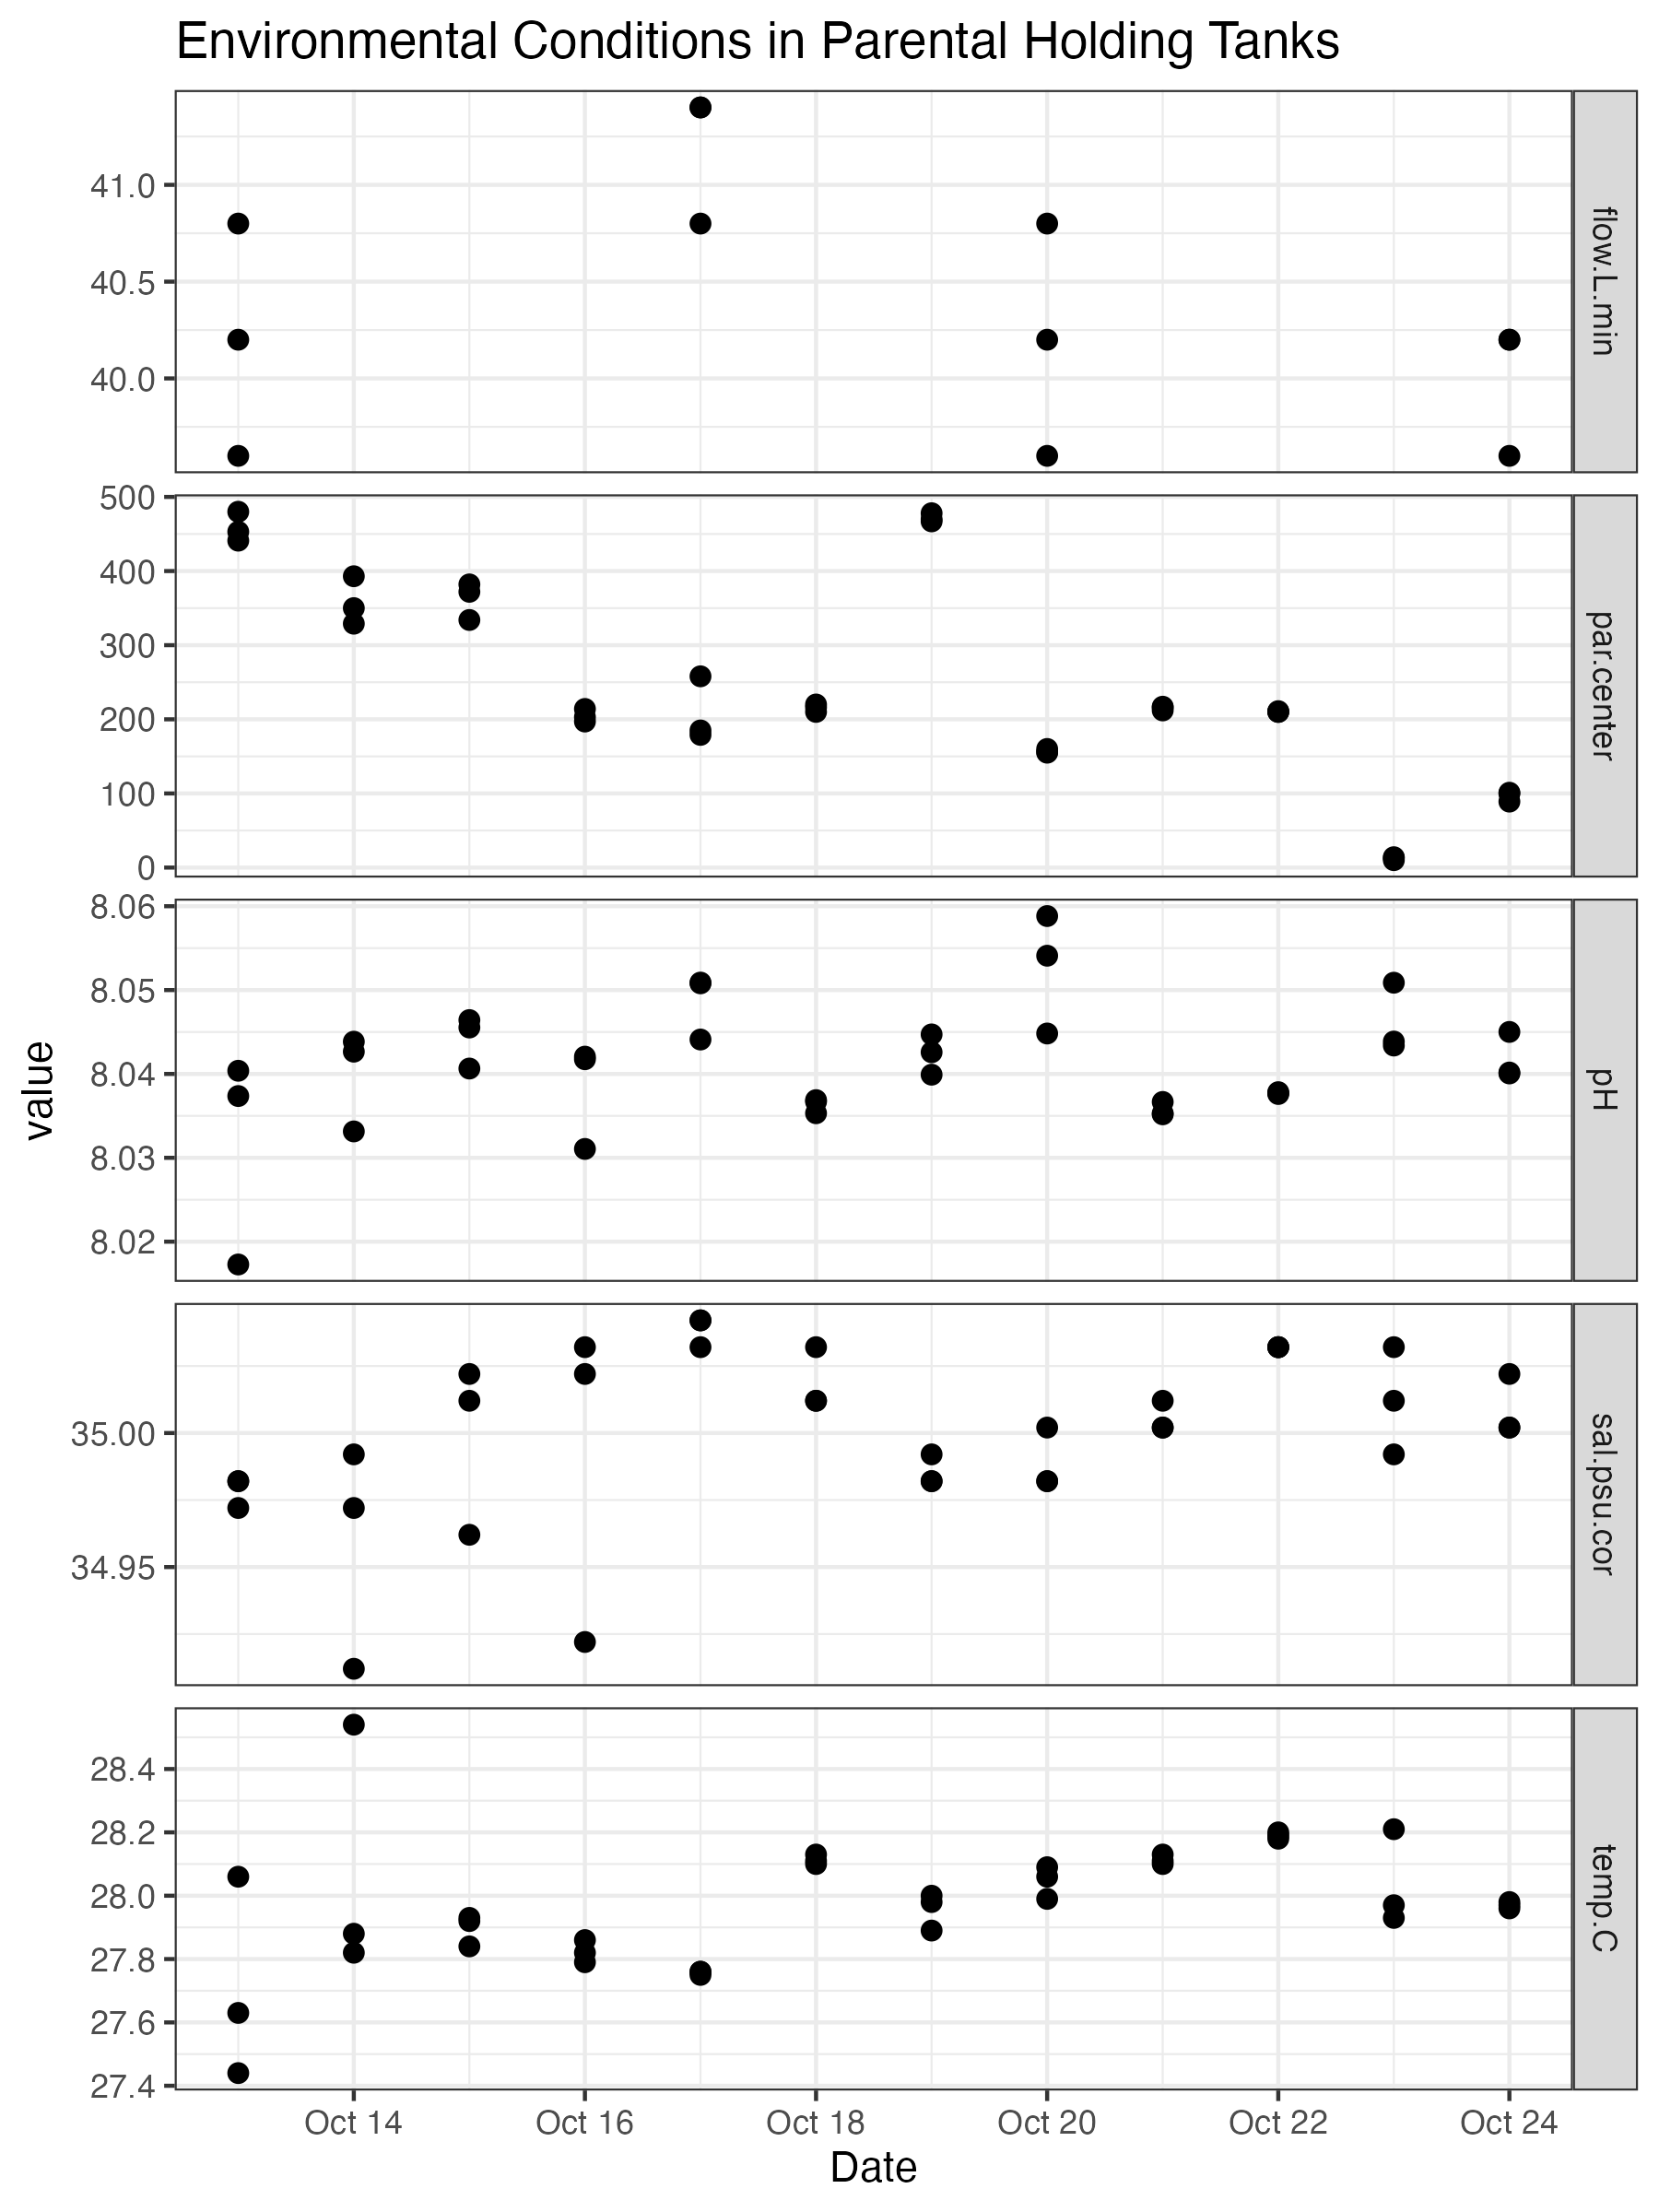 Environmental Conditions in Parental Holding Tanks
41.0
40.5
40.0
flow.L.min
500
400
300
200
100
0
par.center
8.06
8.05
8.04
8.03
8.02
pH
value
35.00
34.95
sal.psu.cor
28.4
28.2
28.0
27.8
27.6
27.4
temp.C
Oct 14 Oct 16 Oct 18 Oct 20 Oct 22 Oct 24
Date